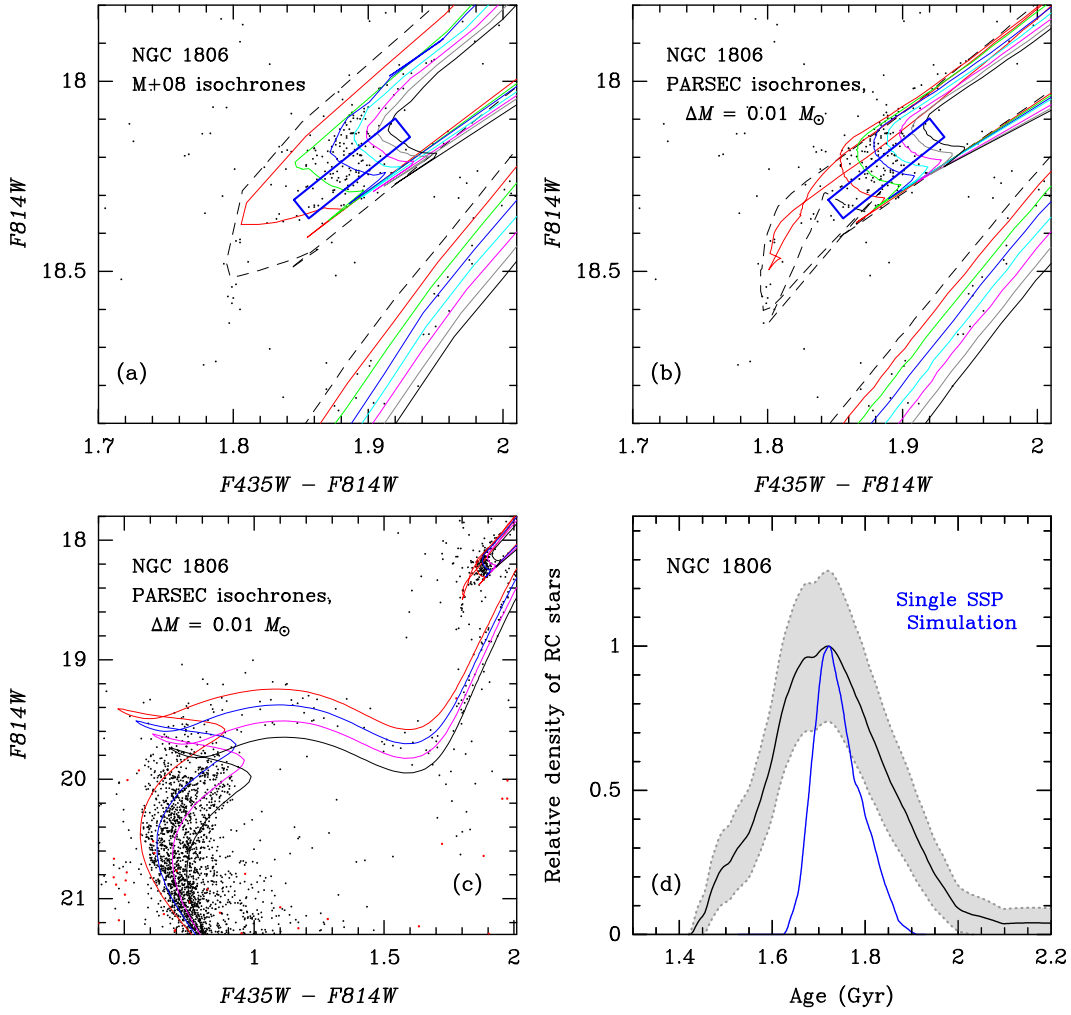 NGC 1806
M+08 isochrones
18
18.5
F814W
(a)
1.7
1.8
1.9
2
F435W − F814W
NGC 1806
PARSEC isochrones,
ΔM = 0.01 M⊙
18
18.5
F814W
(b)
1.7
1.8
1.9
2
F435W − F814W
NGC 1806
PARSEC isochrones,
ΔM = 0.01 M⊙
18
19
20
21
F814W
(c)
0.5
1
1.5
2
F435W − F814W
NGC 1806
Single SSP
Simulation
1
0.5
0
Relative density of RC stars
(d)
1.4
1.6
1.8
2
2.2
Age (Gyr)